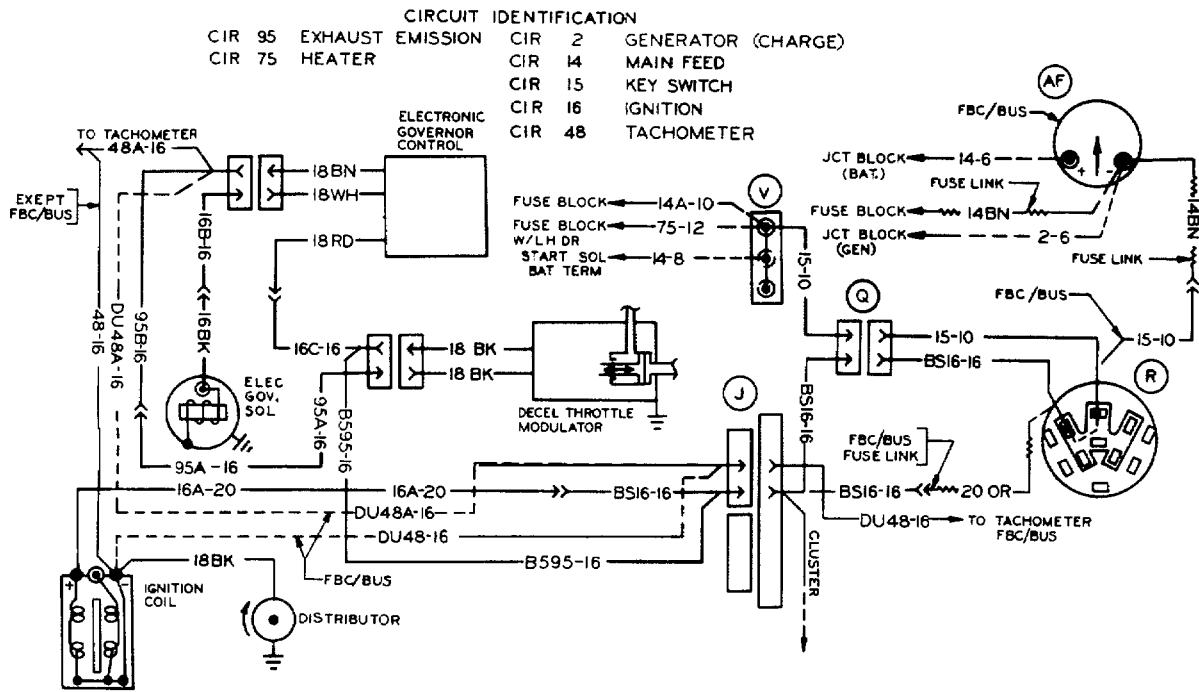 CIRCUIT IDENTIFICATION
CIR 95 EXHAUST EMISSION
CIR 75 HEATER
CIR 2 GENERATOR (CHARGE)
CIR 14 MAIN FEED
CIR 15 KEY SWITCH
CIR 16 IGNITION
CIR 48 TACHOMETER
TO TACHOMETER
48A-16
EXEPT
FBC/BUS
ELECTRONIC
GOVERNOR
CONTROL
18BN
18WH
18RD
16B-16
16BK
48-16
DU48A-16
95B-16
ELEC
GOV.
SOL
16C-16
95A-16
B595-16
18 BK
18 BK
DECEL THROTTLE
MODULATOR
95A-16
16A-20
16A-20
BS16-16
DU48A-16
DU48-16
B595-16
FBC/BUS
18BK
+
-
IGNITION
COIL
DISTRIBUTOR
V
FUSE BLOCK
14A-10
FUSE BLOCK
W/LH DR
75-12
START SOL
BAT TERM
14-8
15-10
Q
15-10
BS16-16
BS16-16
J
CLUSTER
FBC/BUS
FUSE LINK
BS16-16
20 OR
DU48-16
TO TACHOMETER
FBC/BUS
AF
FBC/BUS
+
-
JCT BLOCK
(BAT.)
14-6
FUSE LINK
FUSE BLOCK
14BN
JCT BLOCK
(GEN)
2-6
14BN
FUSE LINK
FBC/BUS
15-10
R